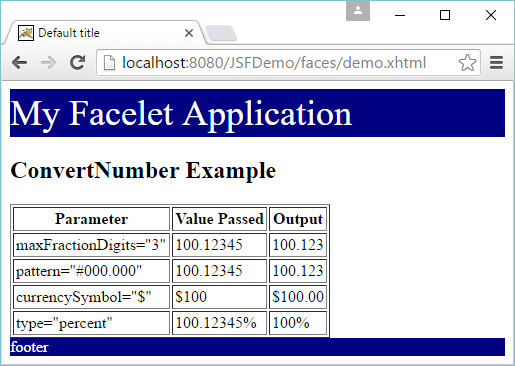 Default title
localhost:8080/JSFDemo/faces/demo.xhtml
My Facelet Application
ConvertNumber Example
Parameter Value Passed Output
maxFractionDigits="3" 100.12345 100.123
pattern="#000.000" 100.12345 100.123
currencySymbol="$" $100 $100.00
type="percent" 100.12345% 100%
footer